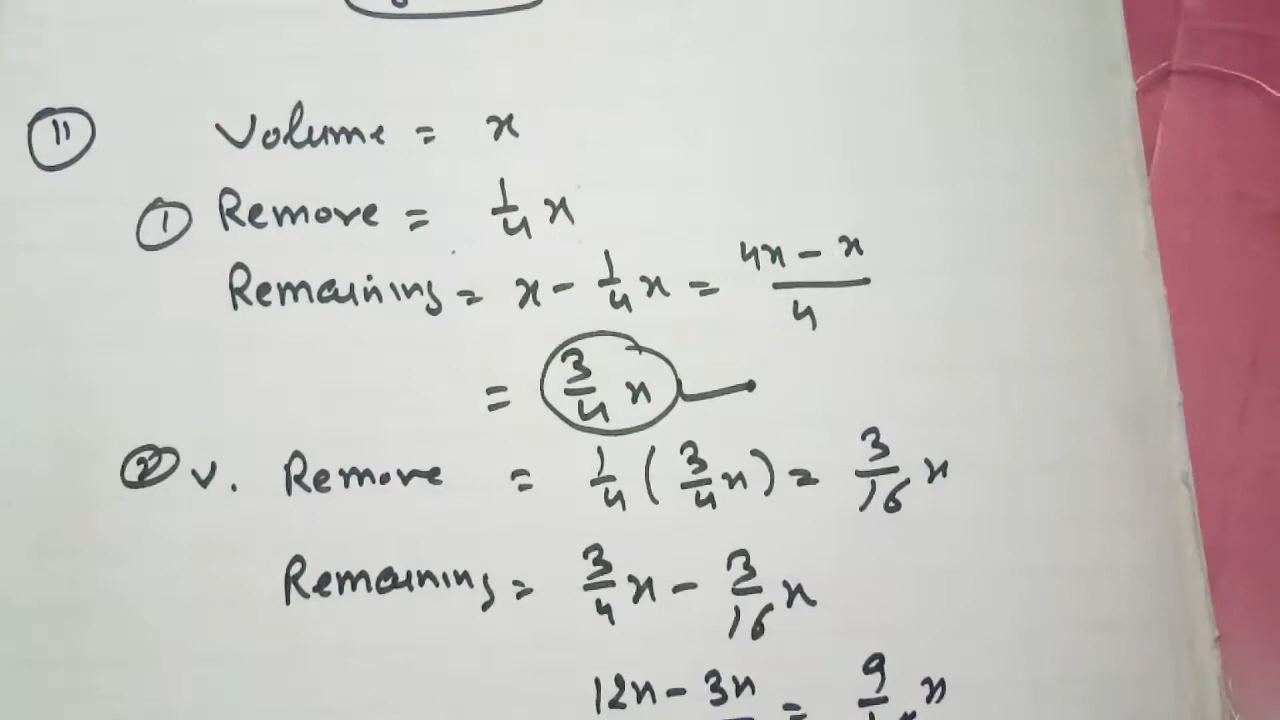 11 Volume = x
1 Remove = 1/4 x
Remaining = x - 1/4 x = 4x - x / 4
= 3/4 x
2 v. Remove = 1/4 (3/4 x) = 3/16 x
Remaining = 3/4 x - 3/16 x
12x - 3x = 9 x